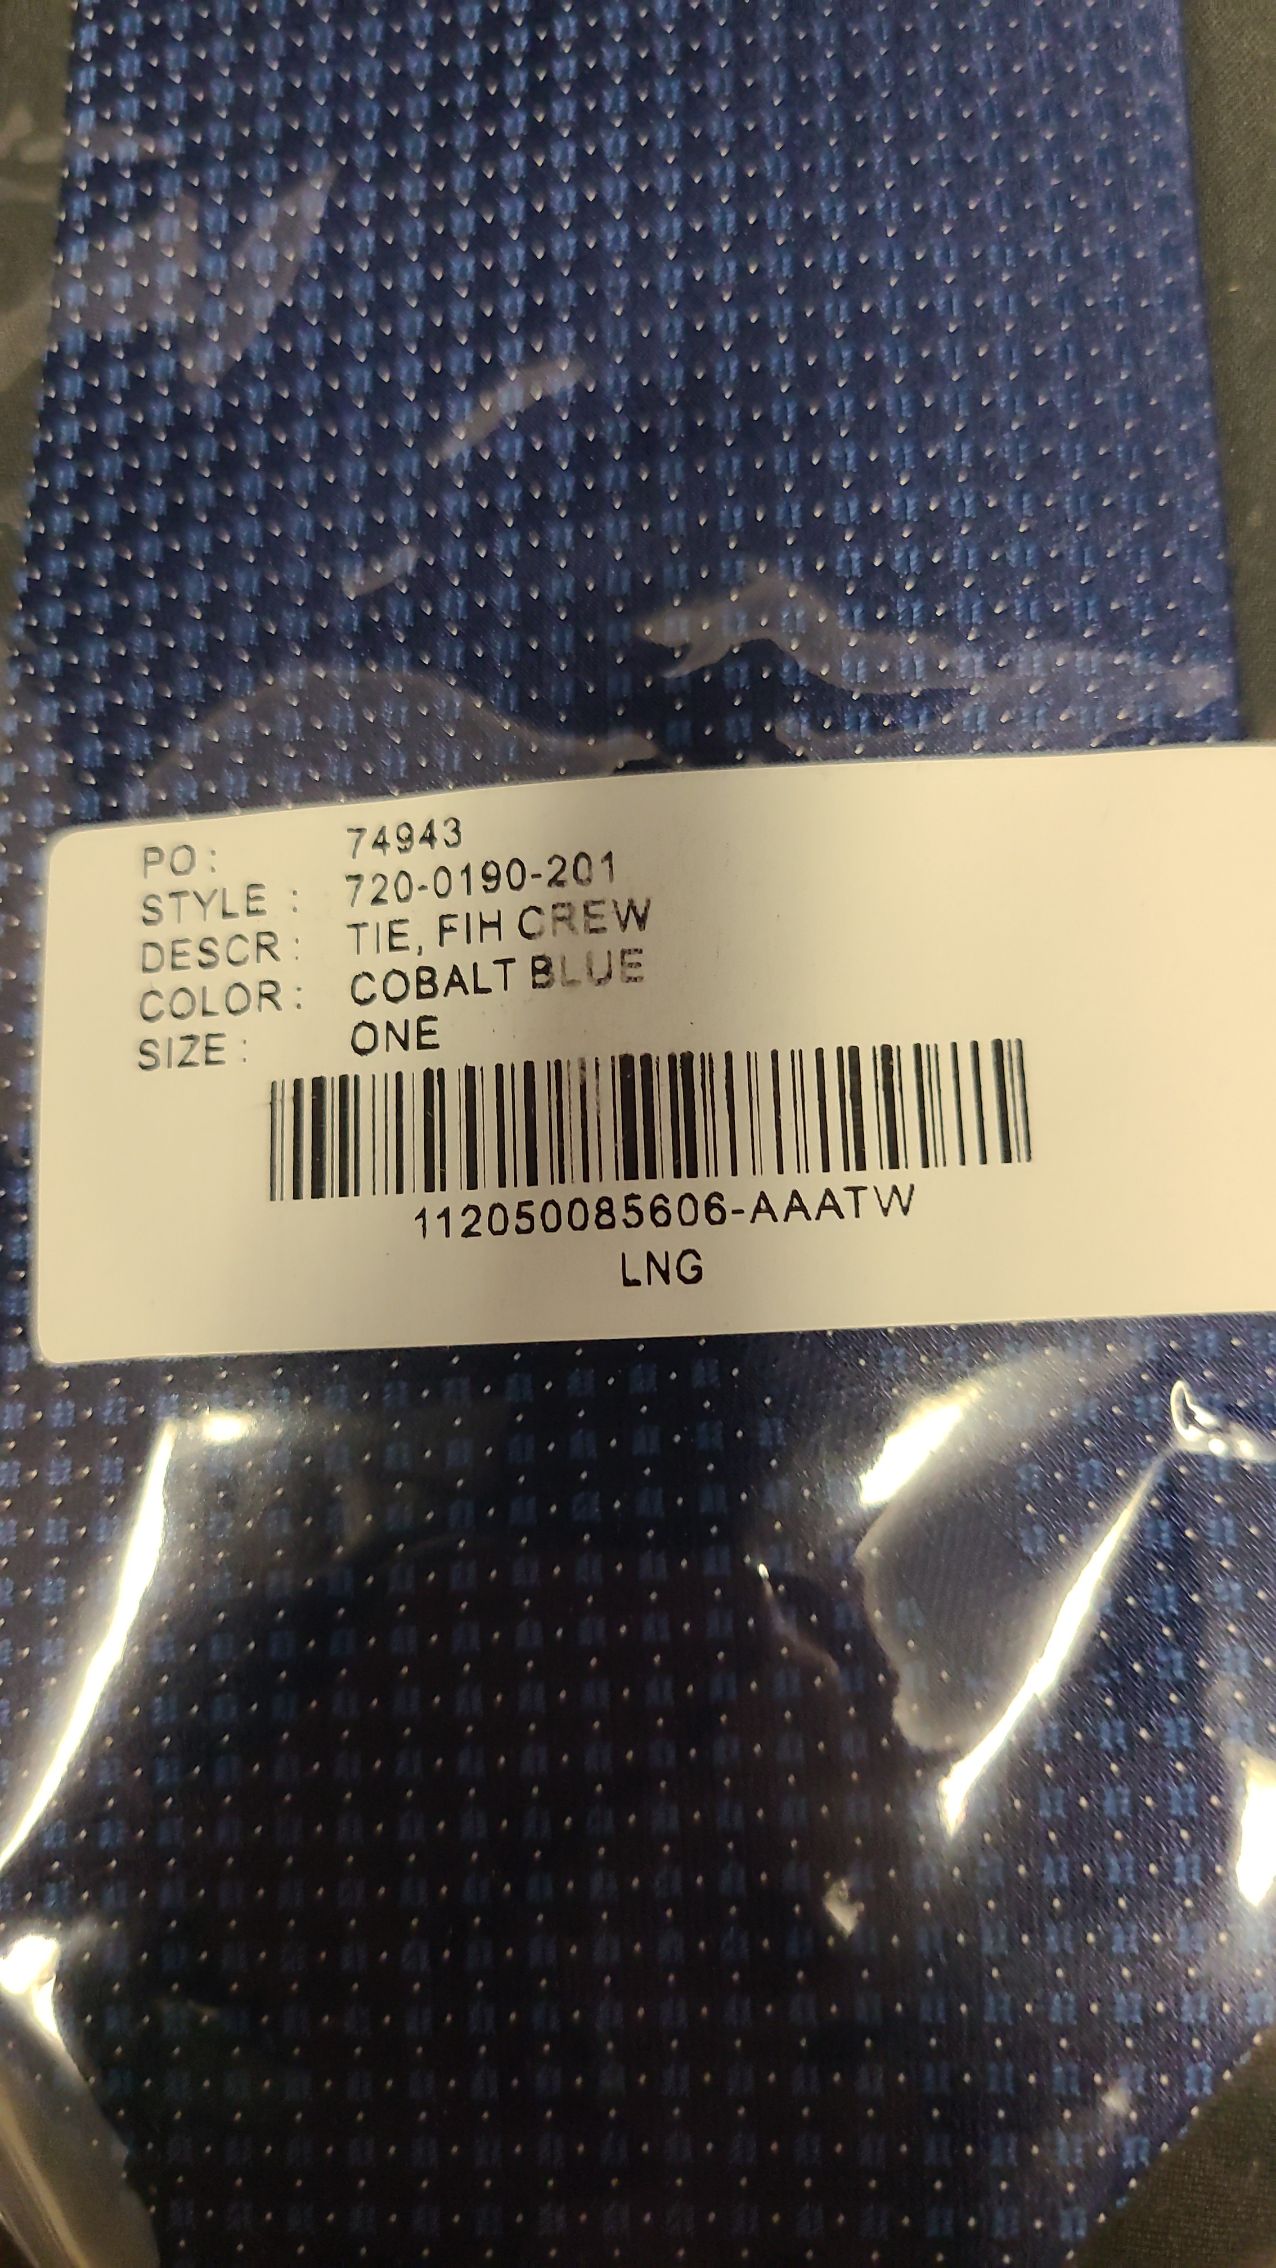 PO: 74943
STYLE : 720-0190-201
DESCR: TIE, FIH CREW
COLOR: COBALT BLUE
SIZE: ONE
112050085606-AAATW
LNG